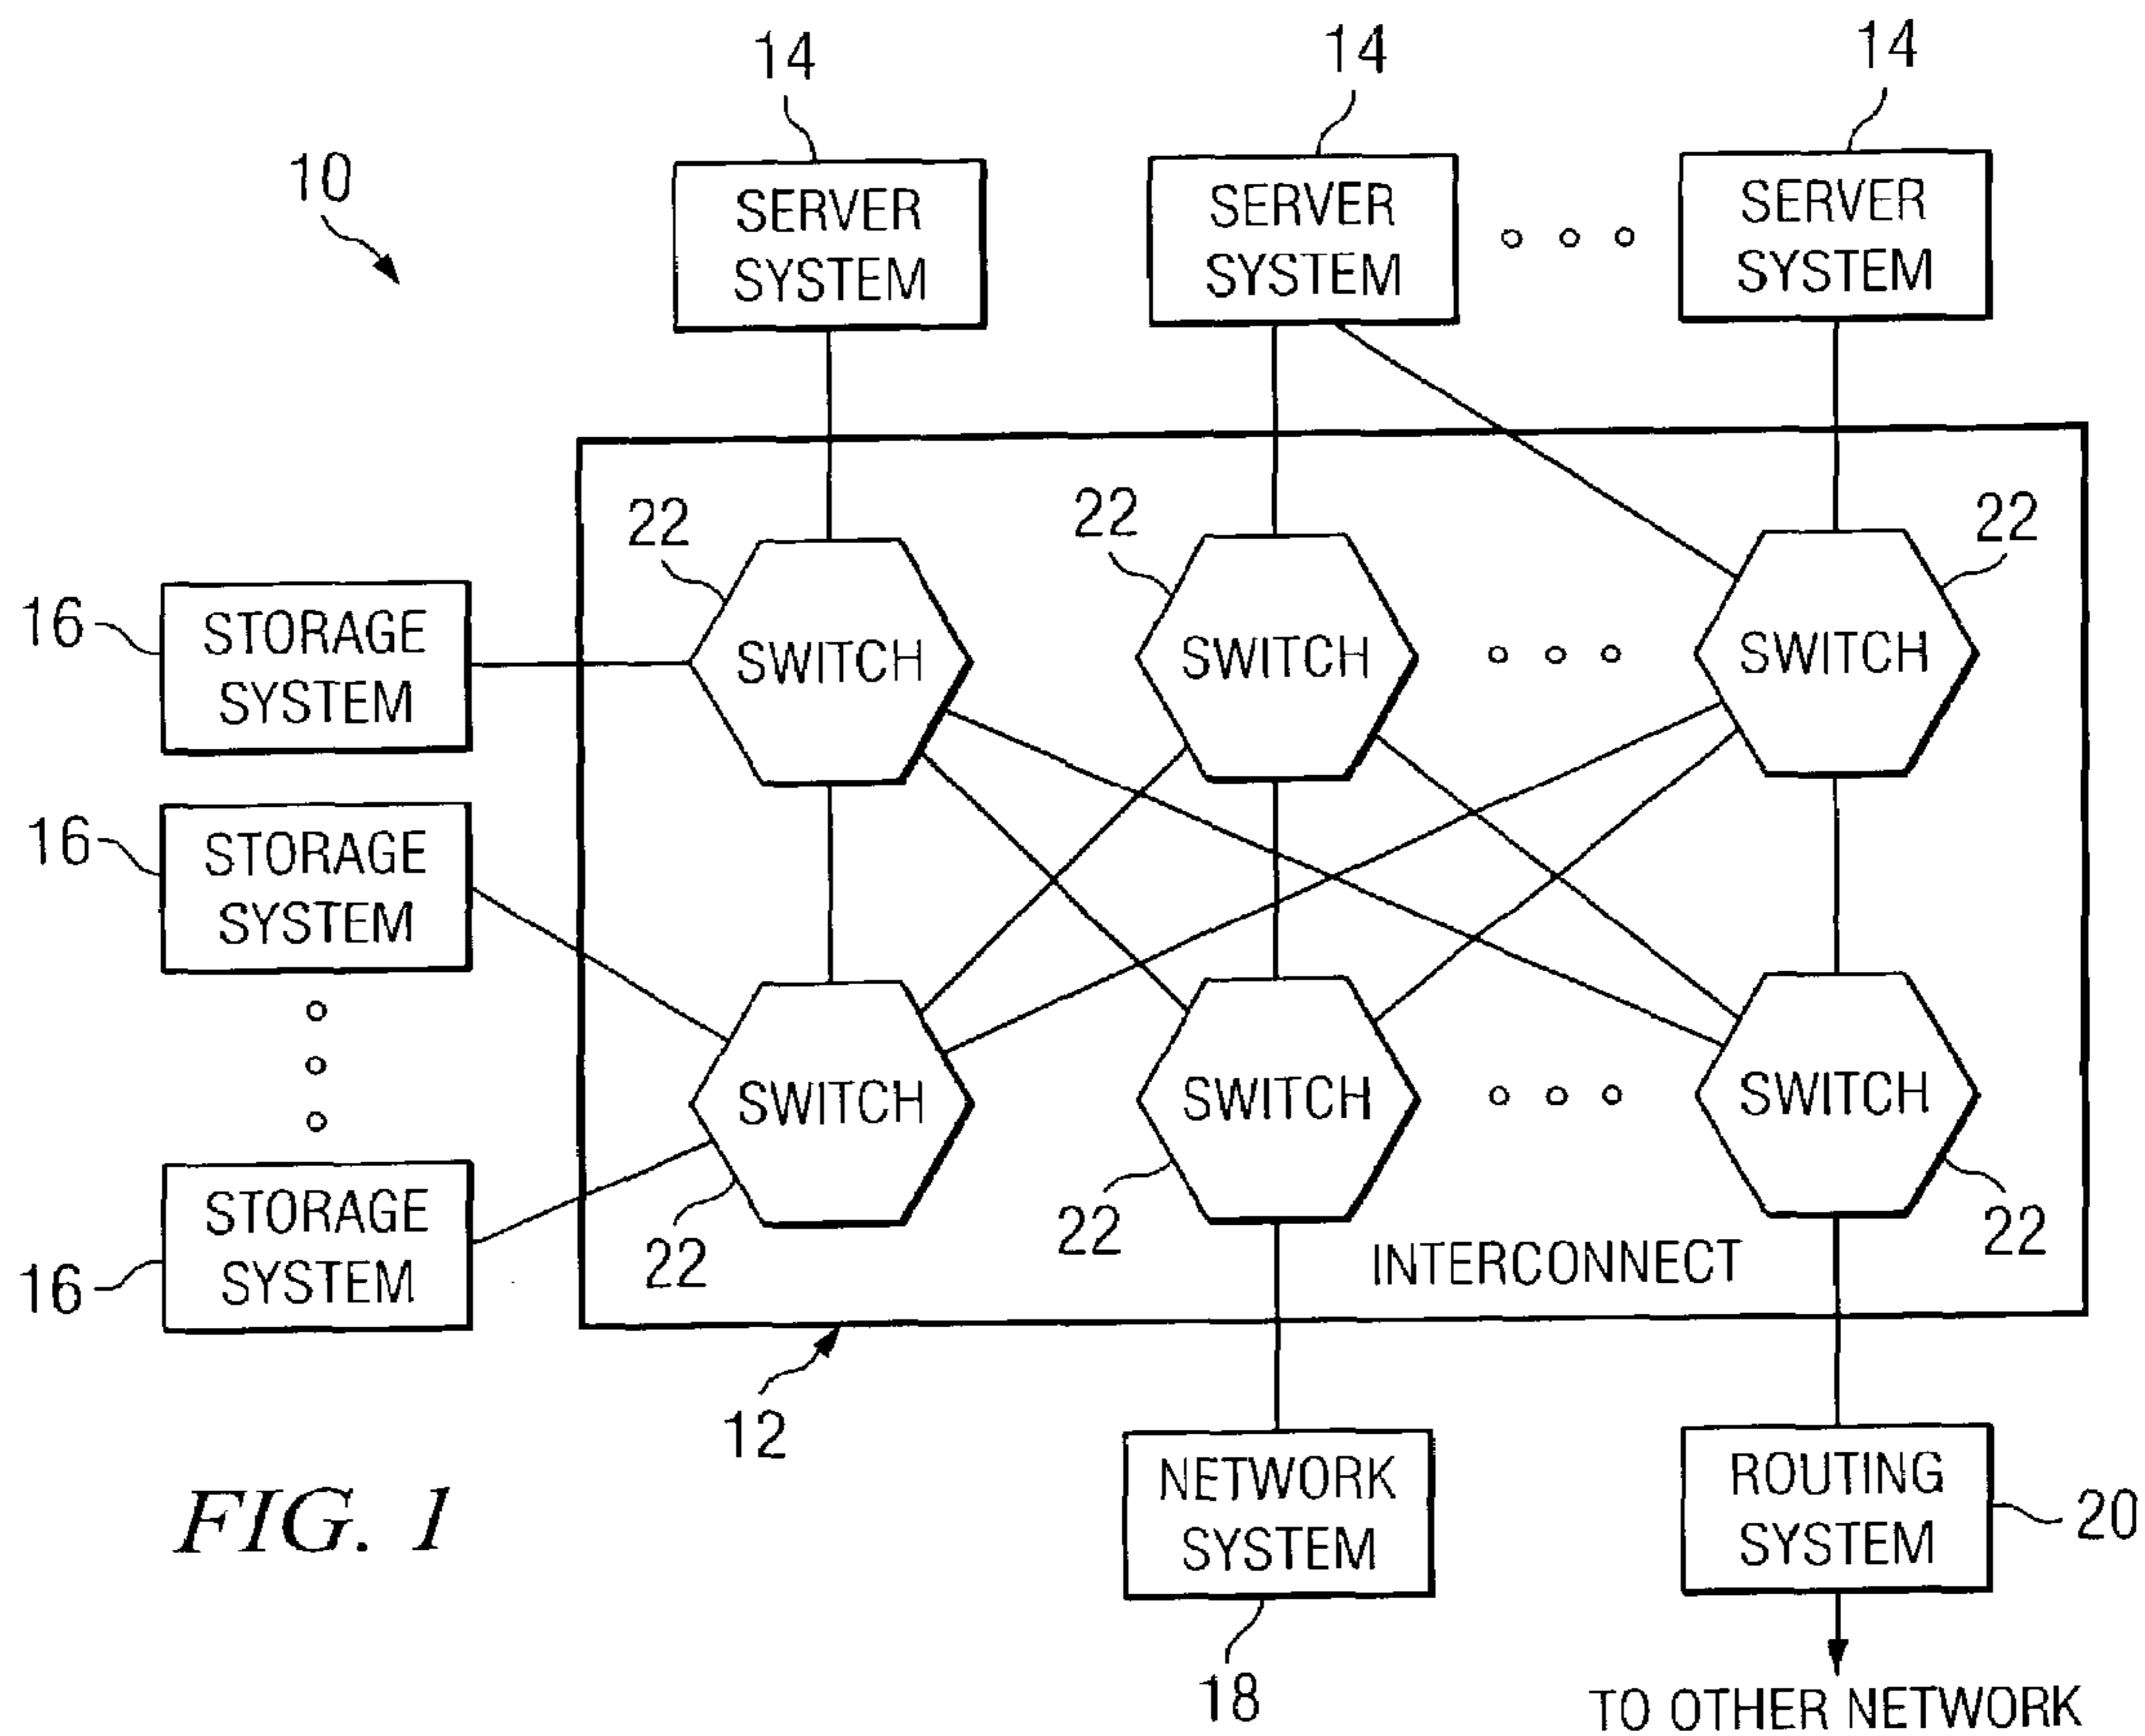 14
14
14
10
SERVER
SYSTEM
SERVER
SYSTEM
SERVER
SYSTEM
22
22
22
16
STORAGE
SYSTEM
SWITCH
SWITCH
SWITCH
16
STORAGE
SYSTEM
SWITCH
SWITCH
SWITCH
16
STORAGE
SYSTEM
22
22
22
INTERCONNECT
12
NETWORK
SYSTEM
ROUTING
SYSTEM
20
FIG. 1
18
TO OTHER NETWORK